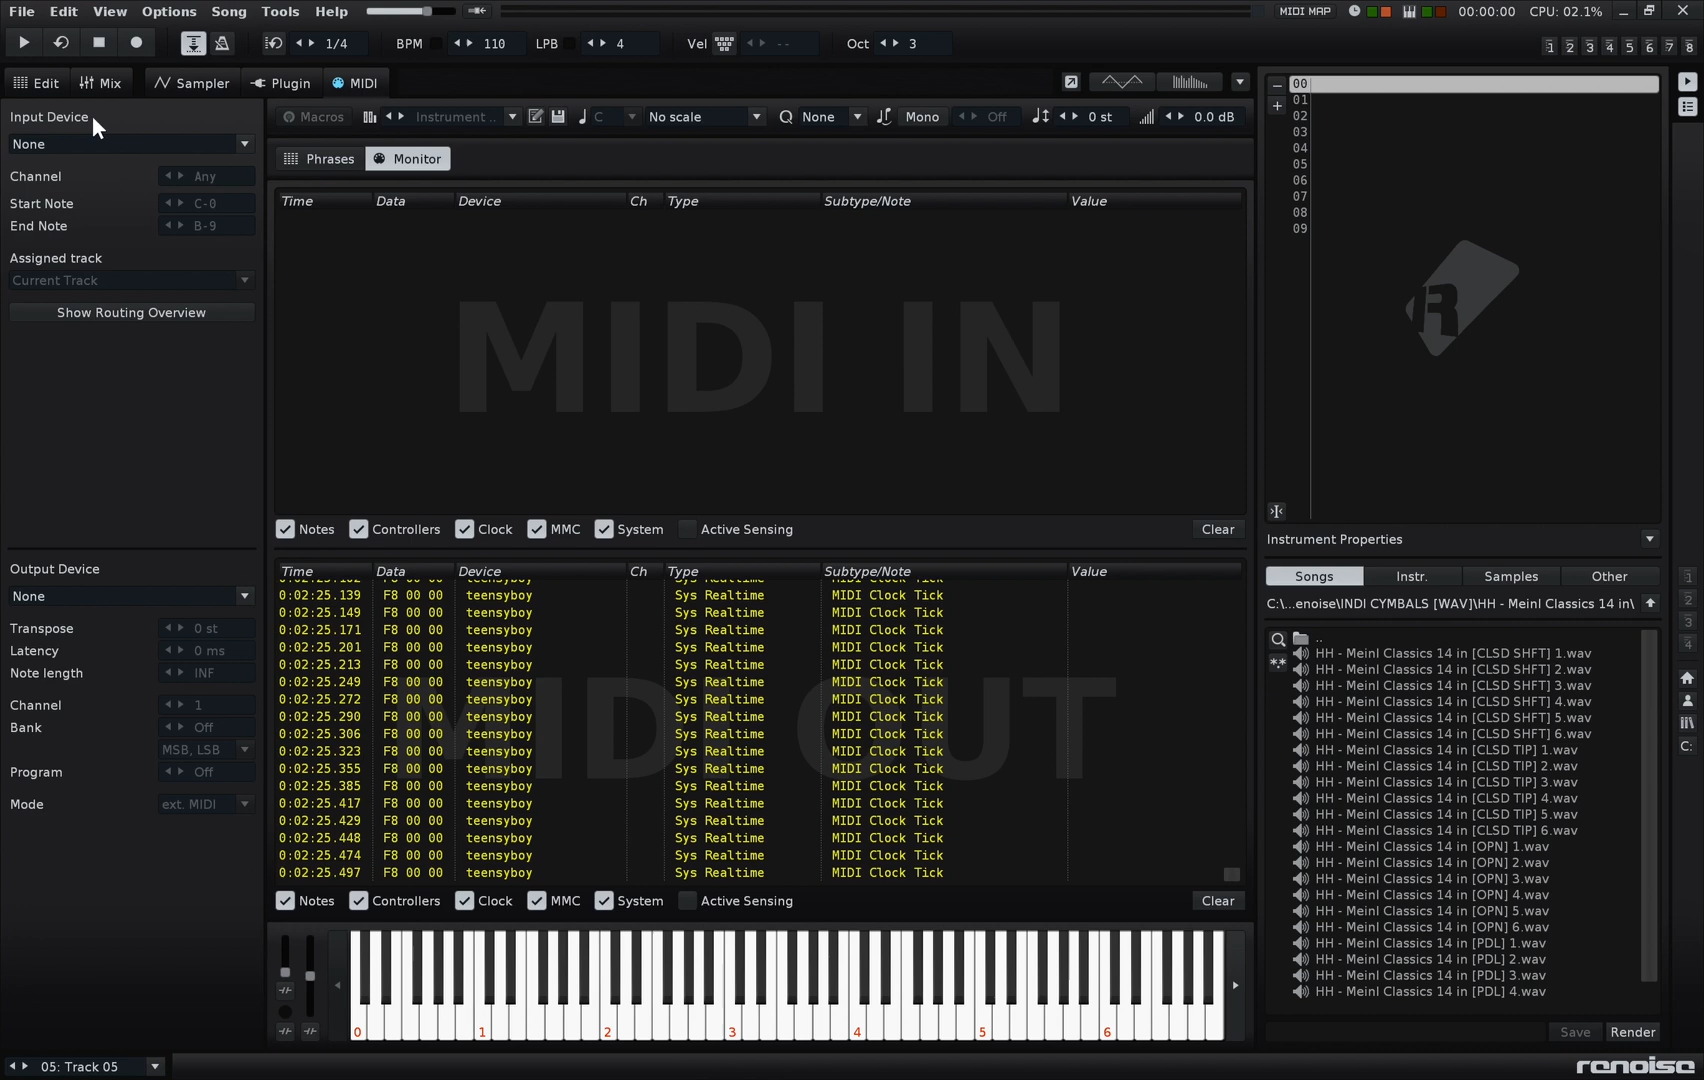 File Edit View Options Song Tools Help MIDI MAP 00:00:00 CPU: 02.1%
1/4 BPM 110 LPB 4 Vel -- Oct 3 1 2 3 4 5 6 7 8
Edit Mix Sampler Plugin MIDI
Input Device
None
Channel Any
Start Note C-0
End Note B-9
Assigned track
Current Track
Show Routing Overview
Output Device
None
Transpose 0 st
Latency 0 ms
Note length INF
Channel 1
Bank Off
MSB, LSB
Program Off
Mode ext. MIDI
Macros Instrument .. C No scale Q None Mono Off 0 st 0.0 dB
Phrases Monitor
Time Data Device Ch Type Subtype/Note Value
MIDI IN
Notes Controllers Clock MMC System Active Sensing Clear
Time Data Device Ch Type Subtype/Note Value
MIDI OUT
0:02:25.139 F8 00 00 teensyboy Sys Realtime MIDI Clock Tick
0:02:25.149 F8 00 00 teensyboy Sys Realtime MIDI Clock Tick
0:02:25.171 F8 00 00 teensyboy Sys Realtime MIDI Clock Tick
0:02:25.201 F8 00 00 teensyboy Sys Realtime MIDI Clock Tick
0:02:25.213 F8 00 00 teensyboy Sys Realtime MIDI Clock Tick
0:02:25.249 F8 00 00 teensyboy Sys Realtime MIDI Clock Tick
0:02:25.272 F8 00 00 teensyboy Sys Realtime MIDI Clock Tick
0:02:25.290 F8 00 00 teensyboy Sys Realtime MIDI Clock Tick
0:02:25.306 F8 00 00 teensyboy Sys Realtime MIDI Clock Tick
0:02:25.323 F8 00 00 teensyboy Sys Realtime MIDI Clock Tick
0:02:25.355 F8 00 00 teensyboy Sys Realtime MIDI Clock Tick
0:02:25.385 F8 00 00 teensyboy Sys Realtime MIDI Clock Tick
0:02:25.417 F8 00 00 teensyboy Sys Realtime MIDI Clock Tick
0:02:25.429 F8 00 00 teensyboy Sys Realtime MIDI Clock Tick
0:02:25.448 F8 00 00 teensyboy Sys Realtime MIDI Clock Tick
0:02:25.474 F8 00 00 teensyboy Sys Realtime MIDI Clock Tick
0:02:25.497 F8 00 00 teensyboy Sys Realtime MIDI Clock Tick
Notes Controllers Clock MMC System Active Sensing Clear
0 1 2 3 4 5 6
00
01
02
03
04
05
06
07
08
09
Instrument Properties
Songs Instr. Samples Other
C:\...enoise\INDI CYMBALS [WAV]\HH - Meinl Classics 14 in\
..
HH - Meinl Classics 14 in [CLSD SHFT] 1.wav
HH - Meinl Classics 14 in [CLSD SHFT] 2.wav
HH - Meinl Classics 14 in [CLSD SHFT] 3.wav
HH - Meinl Classics 14 in [CLSD SHFT] 4.wav
HH - Meinl Classics 14 in [CLSD SHFT] 5.wav
HH - Meinl Classics 14 in [CLSD SHFT] 6.wav
HH - Meinl Classics 14 in [CLSD TIP] 1.wav
HH - Meinl Classics 14 in [CLSD TIP] 2.wav
HH - Meinl Classics 14 in [CLSD TIP] 3.wav
HH - Meinl Classics 14 in [CLSD TIP] 4.wav
HH - Meinl Classics 14 in [CLSD TIP] 5.wav
HH - Meinl Classics 14 in [CLSD TIP] 6.wav
HH - Meinl Classics 14 in [OPN] 1.wav
HH - Meinl Classics 14 in [OPN] 2.wav
HH - Meinl Classics 14 in [OPN] 3.wav
HH - Meinl Classics 14 in [OPN] 4.wav
HH - Meinl Classics 14 in [OPN] 5.wav
HH - Meinl Classics 14 in [OPN] 6.wav
HH - Meinl Classics 14 in [PDL] 1.wav
HH - Meinl Classics 14 in [PDL] 2.wav
HH - Meinl Classics 14 in [PDL] 3.wav
HH - Meinl Classics 14 in [PDL] 4.wav
Save Render
1
2
3
4
C:
05: Track 05
renoise